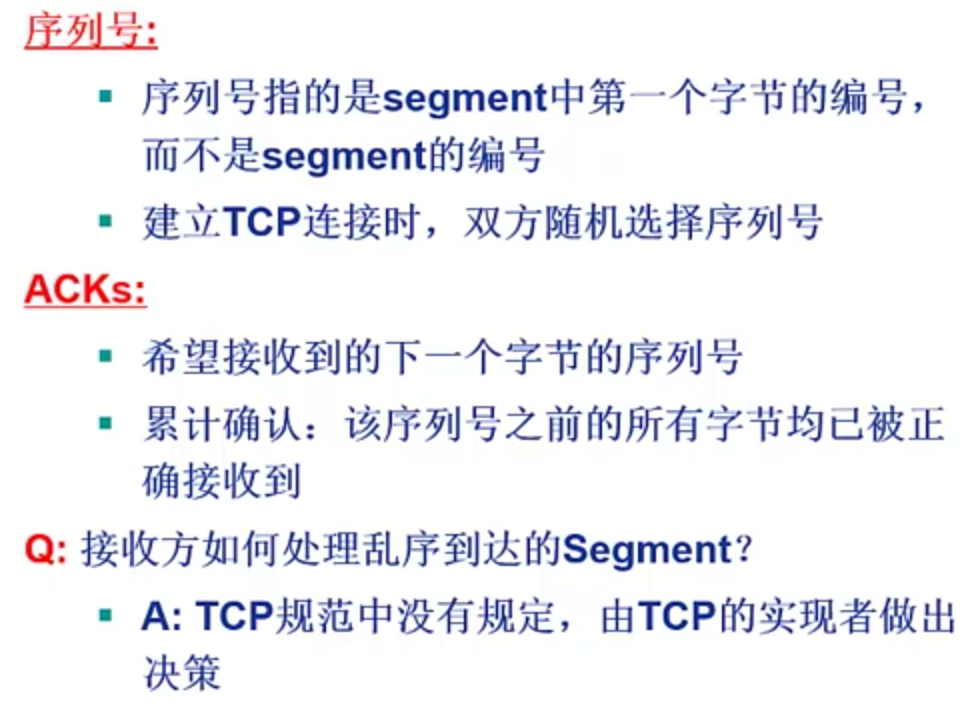 序列号:
序列号指的是segment中第一个字节的编号，
而不是segment的编号
建立TCP连接时，双方随机选择序列号
ACKs:
希望接收到的下一个字节的序列号
累计确认：该序列号之前的所有字节均已被正
确接收到
Q: 接收方如何处理乱序到达的Segment？
A: TCP规范中没有规定，由TCP的实现者做出
决策